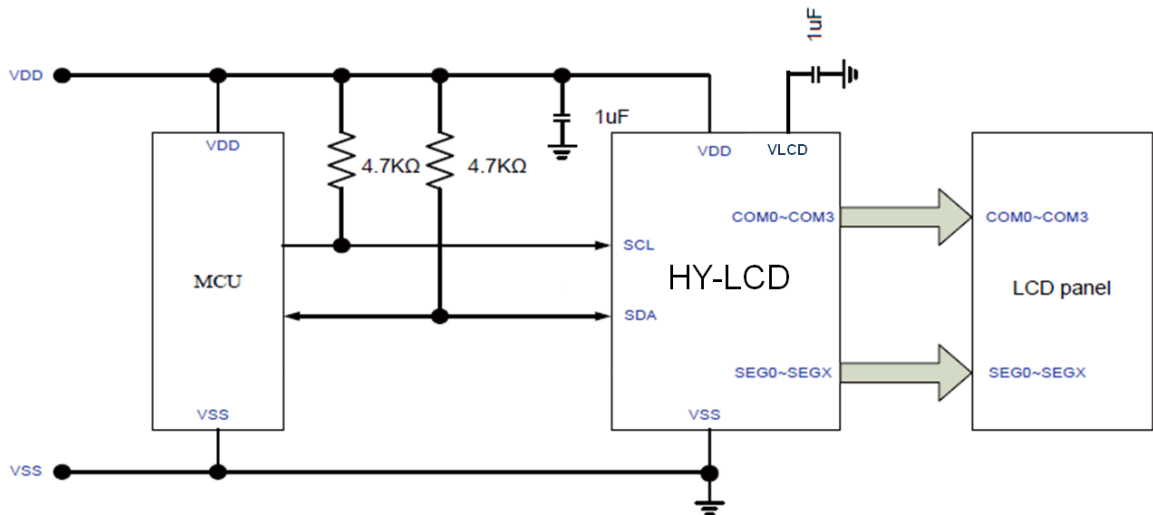 1uF
VDD
1uF
VDD
4.7KΩ
4.7KΩ
VDD
VLCD
COM0~COM3
COM0~COM3
SCL
MCU
HY-LCD
LCD panel
SDA
SEG0~SEGX
SEG0~SEGX
VSS
VSS
VSS